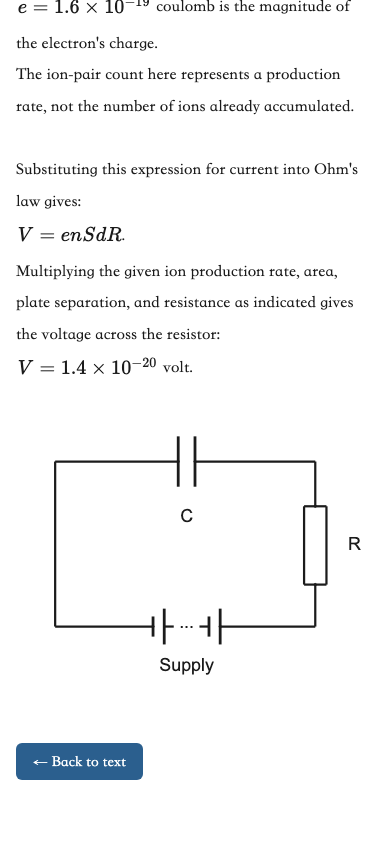 e = 1.6 × 10⁻¹⁹ coulomb is the magnitude of
the electron's charge.
The ion-pair count here represents a production
rate, not the number of ions already accumulated.
Substituting this expression for current into Ohm's
law gives:
V = enSdR.
Multiplying the given ion production rate, area,
plate separation, and resistance as indicated gives
the voltage across the resistor:
V = 1.4 × 10⁻²⁰ volt.
C
R
...
Supply
← Back to text